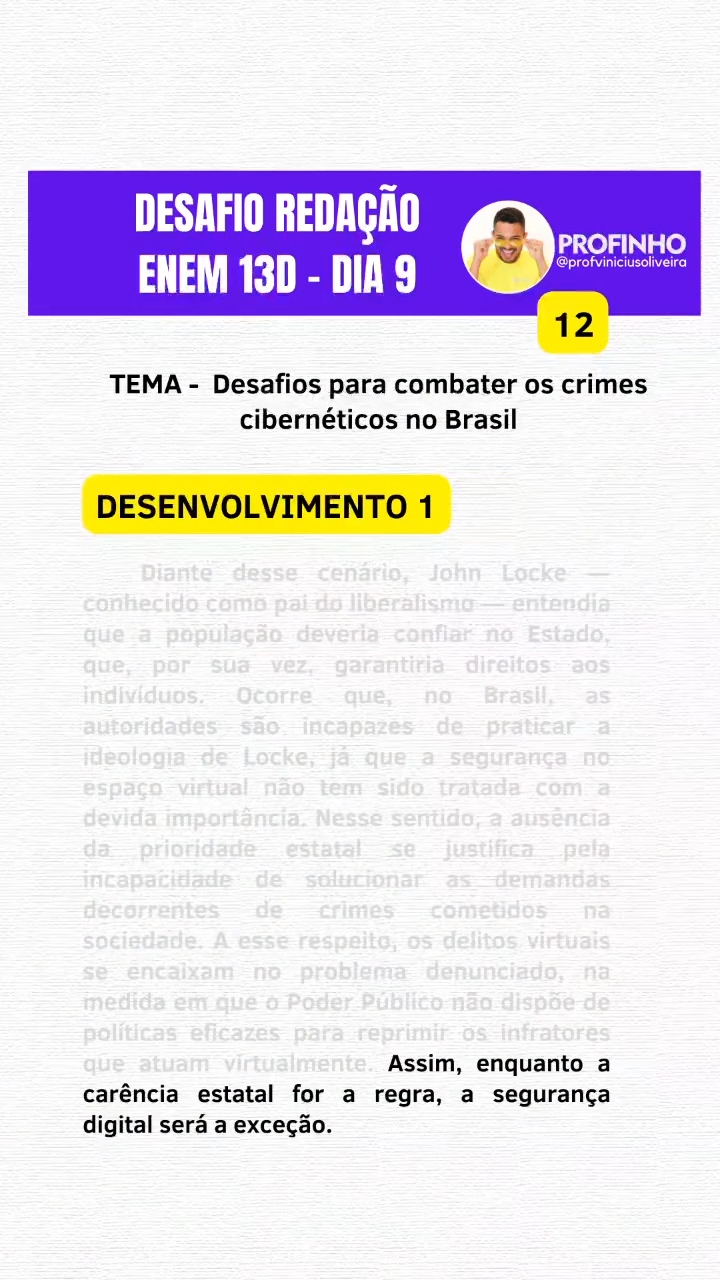 DESAFIO REDAÇÃO
ENEM 13D - DIA 9
PROFINHO
@profviniciusoliveira
12
TEMA - Desafios para combater os crimes
cibernéticos no Brasil
DESENVOLVIMENTO 1
Diante desse cenário, John Locke —
conhecido como pai do liberalismo — entendia
que a população deveria confiar no Estado,
que, por sua vez, garantiria direitos aos
indivíduos. Ocorre que, no Brasil, as
autoridades são incapazes de praticar a
ideologia de Locke, já que a segurança no
espaço virtual não tem sido tratada com a
devida importância. Nesse sentido, a ausência
da prioridade estatal se justifica pela
incapacidade de solucionar as demandas
decorrentes de crimes cometidos na
sociedade. A esse respeito, os delitos virtuais
se encaixam no problema denunciado, na
medida em que o Poder Público não dispõe de
políticas eficazes para reprimir os infratores
que atuam virtualmente. Assim, enquanto a
carência estatal for a regra, a segurança
digital será a exceção.